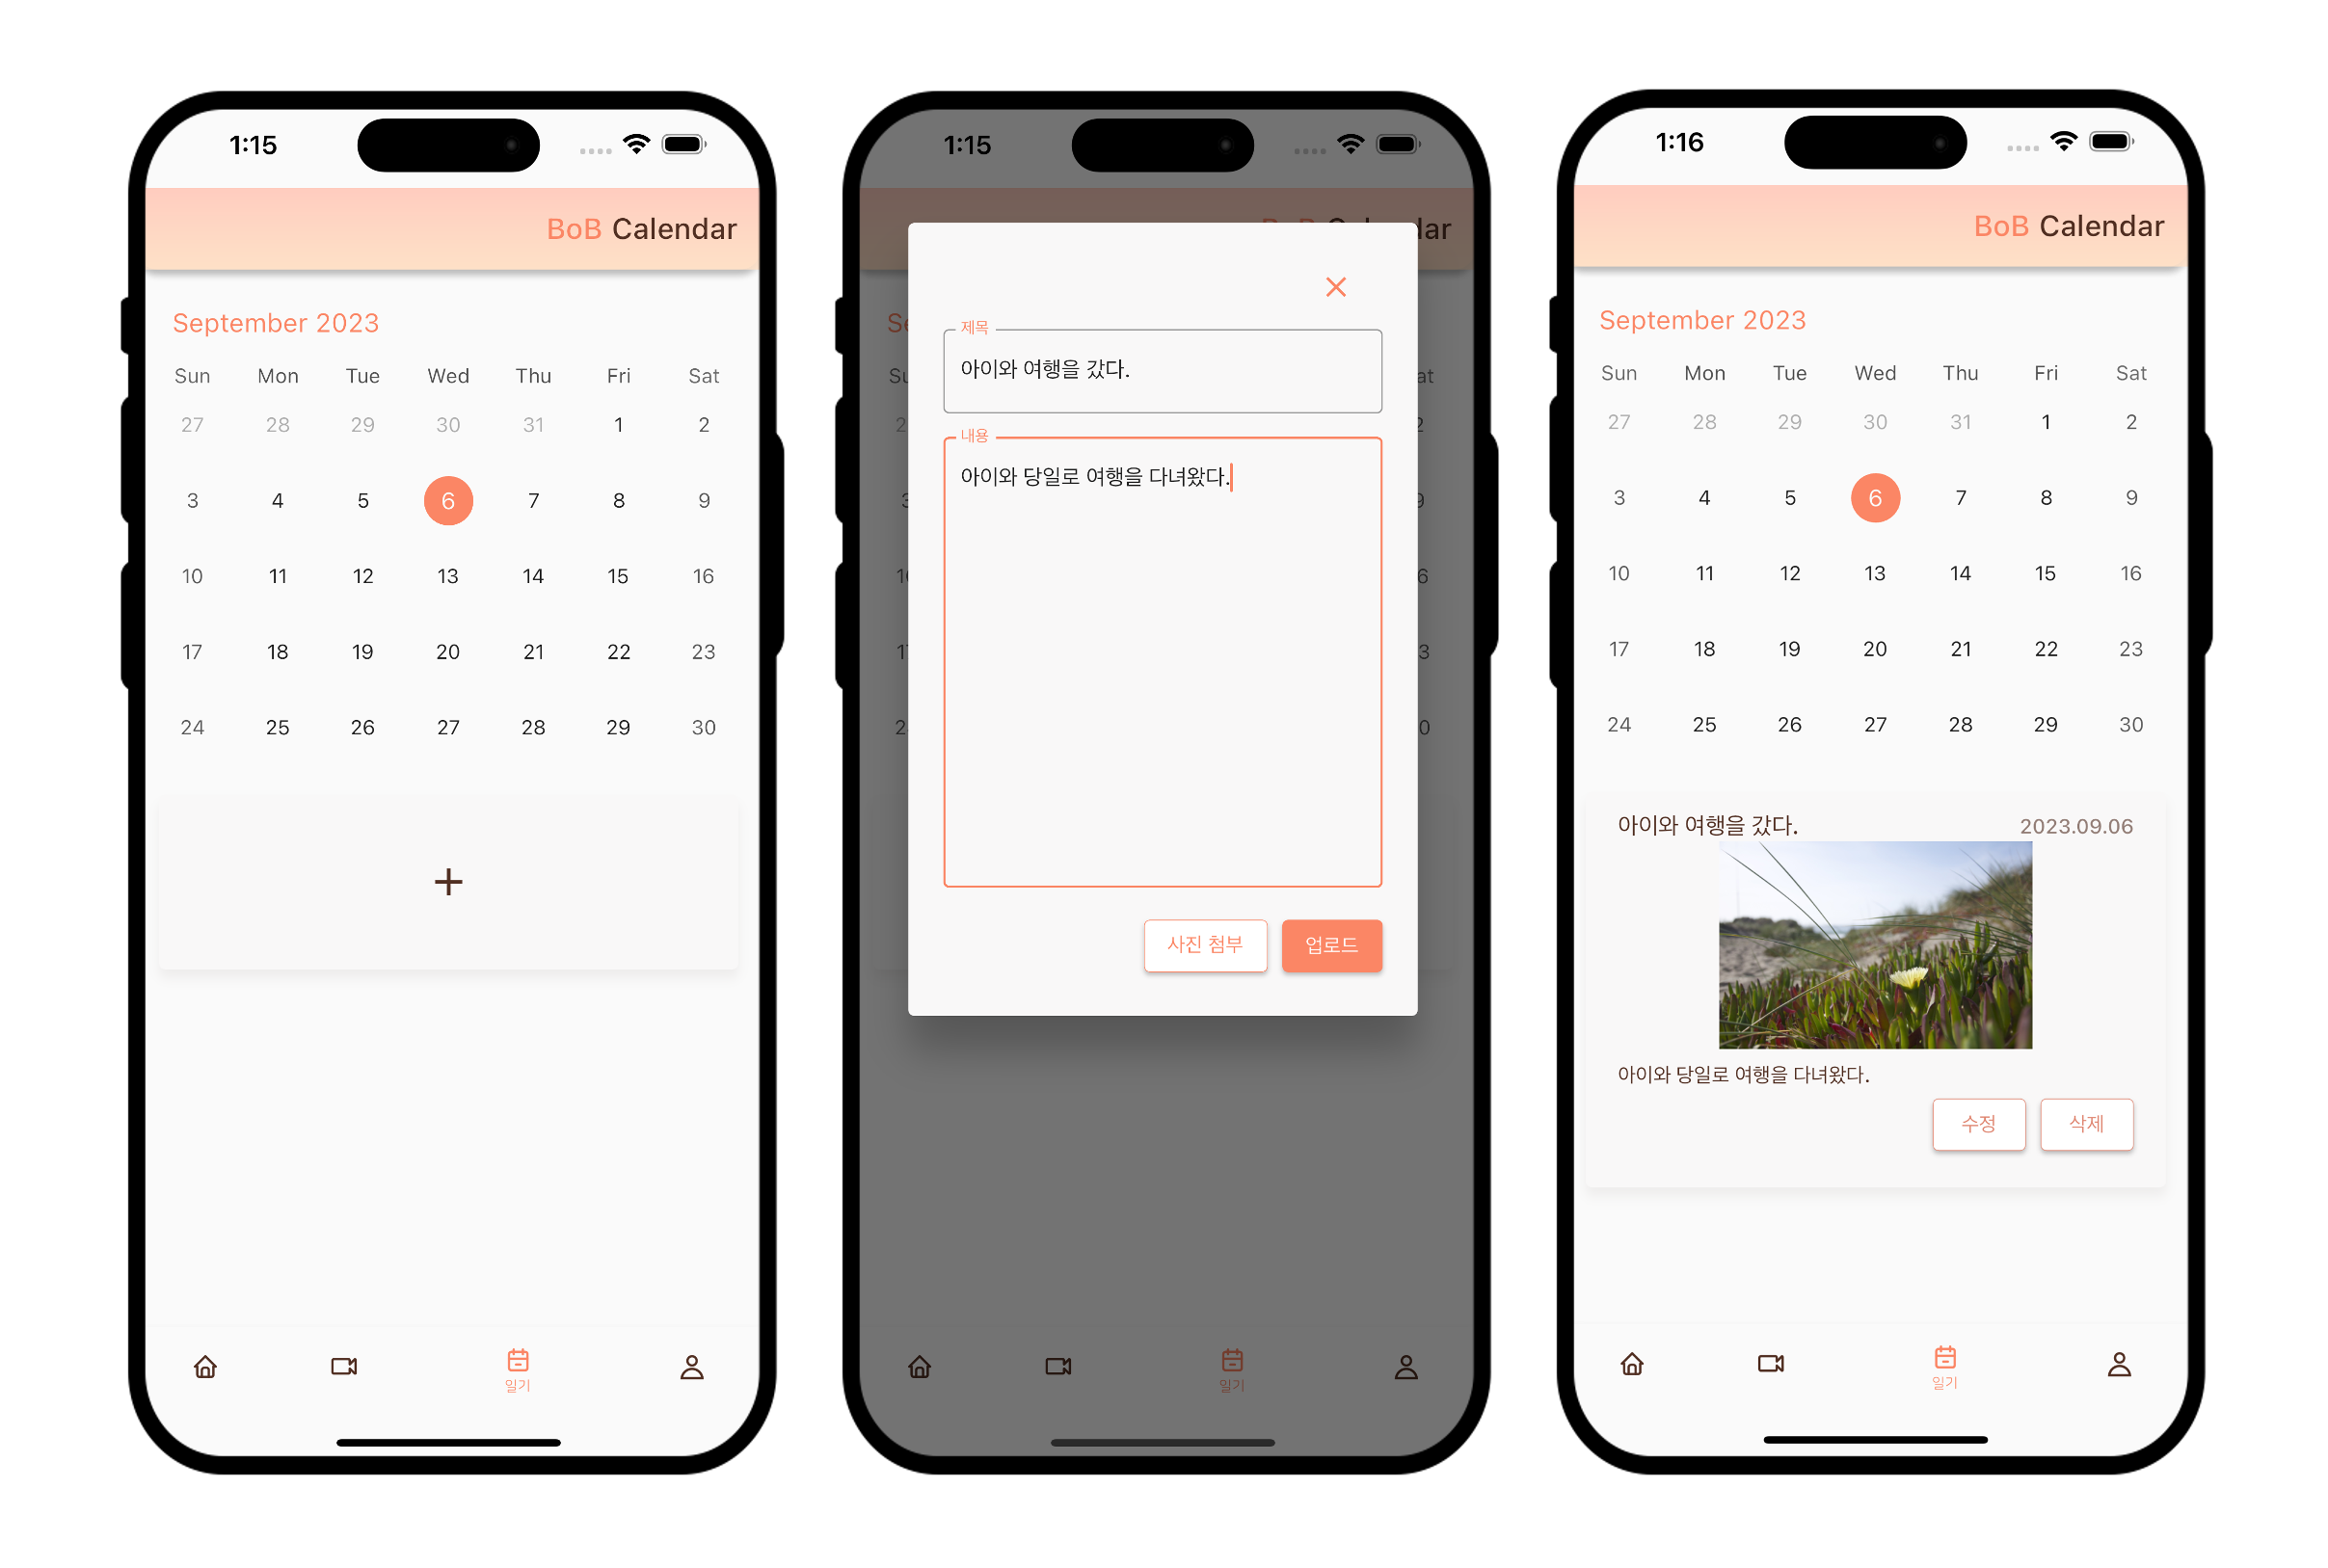 1:15
BoB Calendar
September 2023
Sun Mon Tue Wed Thu Fri Sat
27 28 29 30 31 1 2
3 4 5 6 7 8 9
10 11 12 13 14 15 16
17 18 19 20 21 22 23
24 25 26 27 28 29 30
+
일기
1:15
제목
아이와 여행을 갔다.
내용
아이와 당일로 여행을 다녀왔다.
사진 첨부 업로드
일기
1:16
BoB Calendar
September 2023
Sun Mon Tue Wed Thu Fri Sat
27 28 29 30 31 1 2
3 4 5 6 7 8 9
10 11 12 13 14 15 16
17 18 19 20 21 22 23
24 25 26 27 28 29 30
아이와 여행을 갔다. 2023.09.06
아이와 당일로 여행을 다녀왔다.
수정 삭제
일기